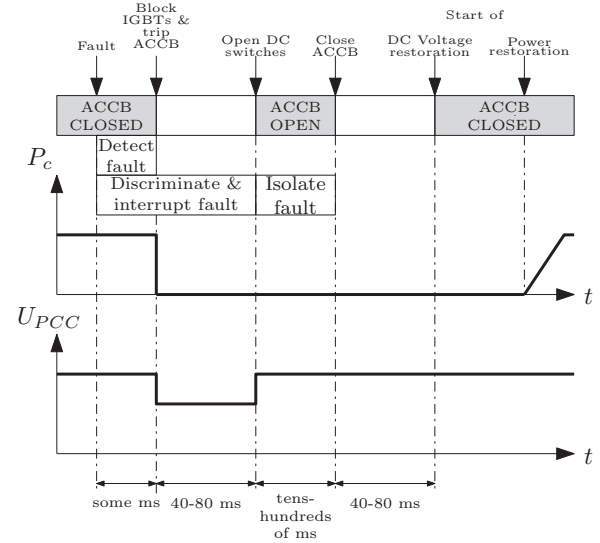 Block
IGBTs &
trip
ACCB
Start of
Fault
Open DC
switches
Close
ACCB
DC Voltage
restoration
Power
restoration
ACCB
CLOSED
ACCB
OPEN
ACCB
CLOSED
Detect
fault
Discriminate &
interrupt fault
Isolate
fault
P_c
t
U_{PCC}
t
some ms
40-80 ms
tens-
hundreds
of ms
40-80 ms